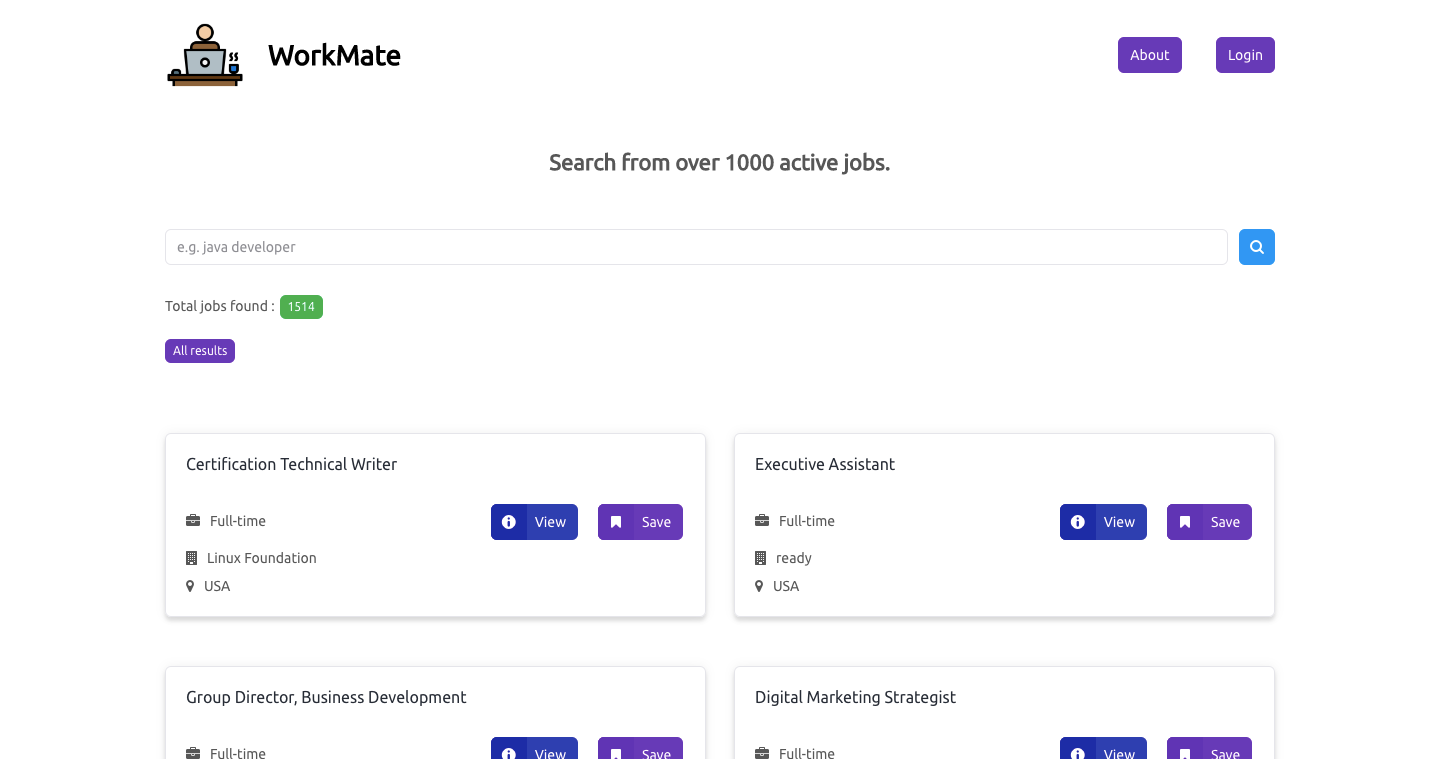 WorkMate
About Login
Search from over 1000 active jobs.
e.g. java developer
Total jobs found : 1514
All results
Certification Technical Writer
Full-time View Save
Linux Foundation
USA
Executive Assistant
Full-time View Save
ready
USA
Group Director, Business Development
Full-time View Save
Digital Marketing Strategist
Full-time View Save